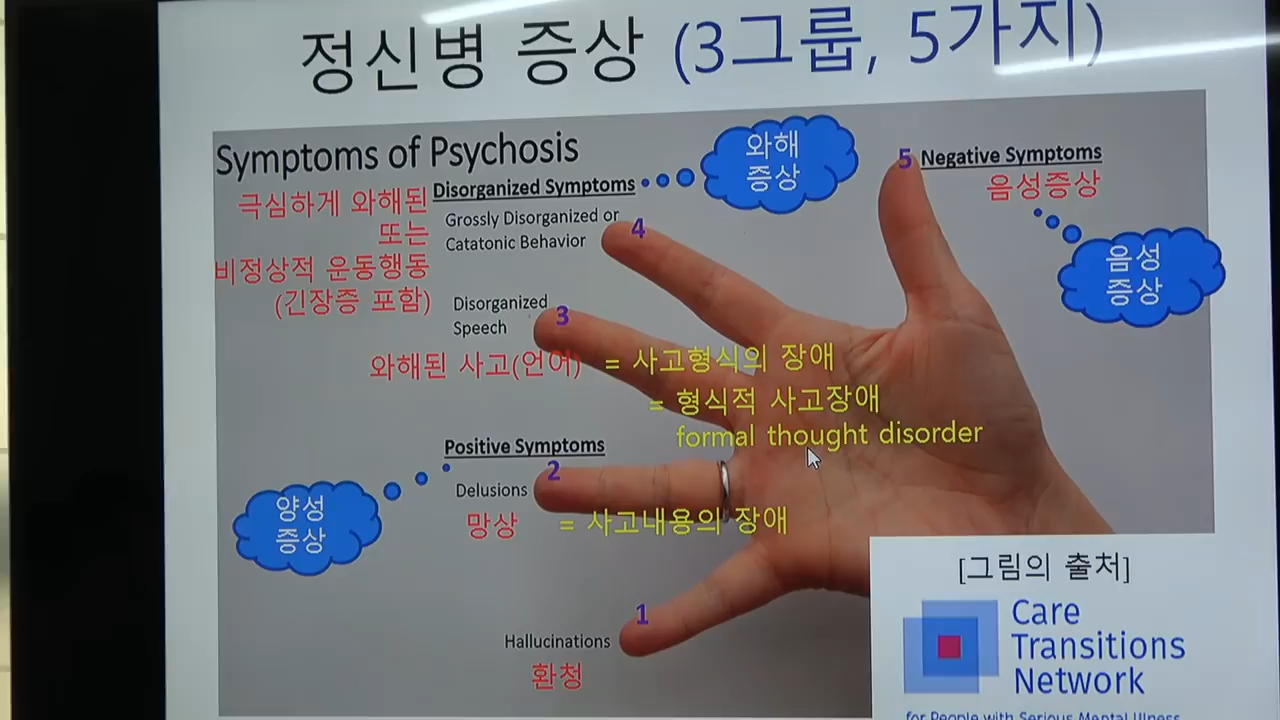 정신병 증상 (3그룹, 5가지)
Symptoms of Psychosis
와해
증상
5 Negative Symptoms
음성증상
극심하게 와해된
또는
비정상적 운동행동
(긴장증 포함)
Disorganized Symptoms
Grossly Disorganized or
Catatonic Behavior
4
음성
증상
Disorganized
Speech
3
와해된 사고(언어) = 사고형식의 장애
= 형식적 사고장애
formal thought disorder
Positive Symptoms
2
Delusions
양성
증상
망상 = 사고내용의 장애
[그림의 출처]
1
Hallucinations
환청
Care
Transitions
Network
for People with Serious Mental Illness